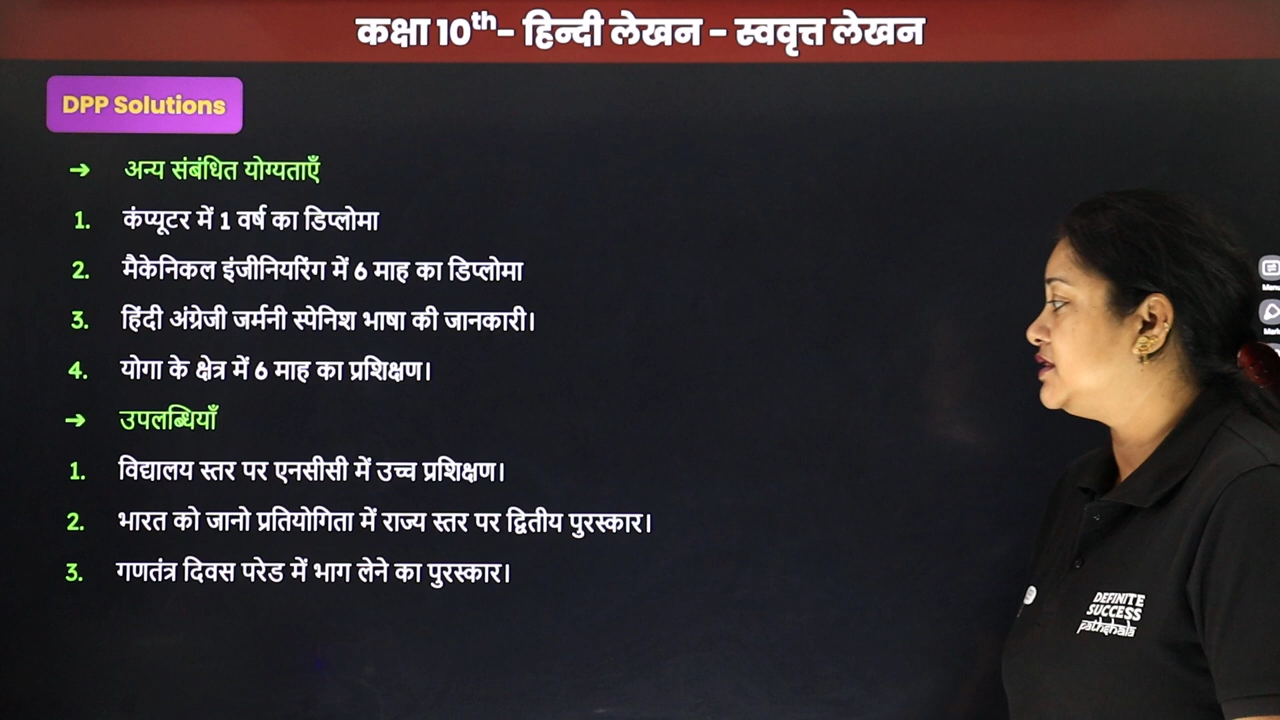 कक्षा 10th- हिन्दी लेखन - स्ववृत्त लेखन
DPP Solutions
→ अन्य संबंधित योग्यताएँ
1. कंप्यूटर में 1 वर्ष का डिप्लोमा
2. मैकेनिकल इंजीनियरिंग में 6 माह का डिप्लोमा
3. हिंदी अंग्रेजी जर्मनी स्पेनिश भाषा की जानकारी।
4. योगा के क्षेत्र में 6 माह का प्रशिक्षण।
→ उपलब्धियाँ
1. विद्यालय स्तर पर एनसीसी में उच्च प्रशिक्षण।
2. भारत को जानो प्रतियोगिता में राज्य स्तर पर द्वितीय पुरस्कार।
3. गणतंत्र दिवस परेड में भाग लेने का पुरस्कार।
DEFINITE
SUCCESS
pathshala